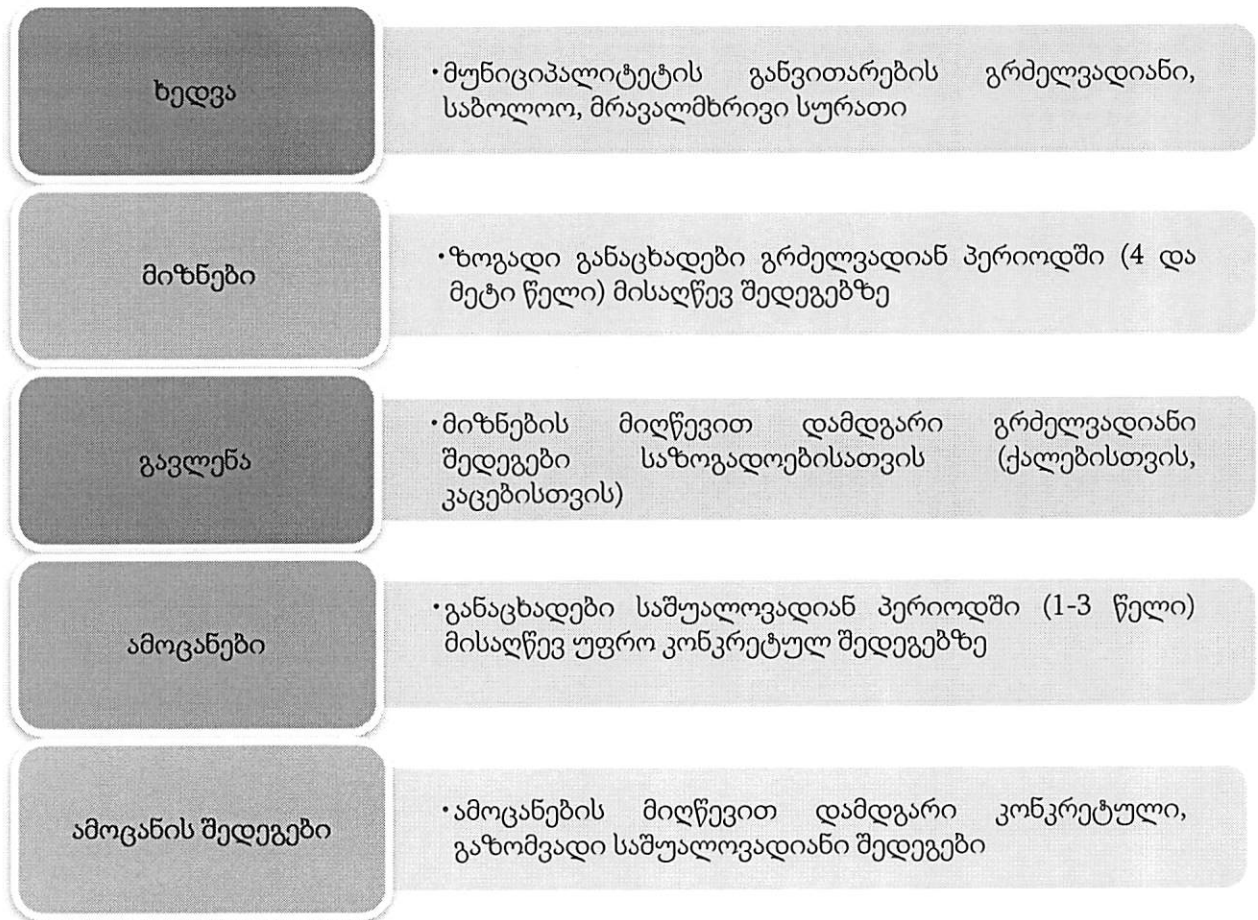 ხედვა
•მუნიციპალიტეტის განვითარების გრძელვადიანი,
საბოლოო, მრავალმხრივი სურათი
მიზნები
•ზოგადი განაცხადები გრძელვადიან პერიოდში (4 და
მეტი წელი) მისაღწევ შედეგებზე
გავლენა
•მიზნების მიღწევით დამდგარი გრძელვადიანი
შედეგები საზოგადოებისათვის (ქალებისთვის,
კაცებისთვის)
ამოცანები
•განაცხადები საშუალოვადიან პერიოდში (1-3 წელი)
მისაღწევ უფრო კონკრეტულ შედეგებზე
ამოცანის შედეგები
•ამოცანების მიღწევით დამდგარი კონკრეტული,
გაზომვადი საშუალოვადიანი შედეგები